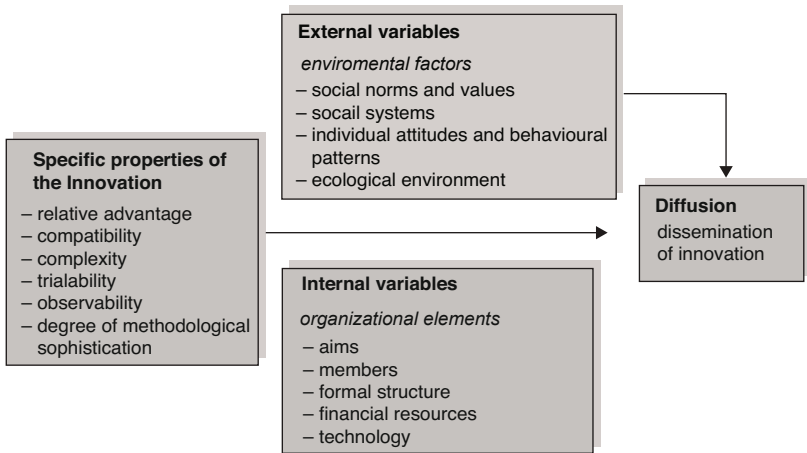 External variables
enviromental factors
– social norms and values
– socail systems
– individual attitudes and behavioural
patterns
– ecological environment
Specific properties of
the Innovation
– relative advantage
– compatibility
– complexity
– trialability
– observability
– degree of methodological
sophistication
Diffusion
dissemination
of innovation
Internal variables
organizational elements
– aims
– members
– formal structure
– financial resources
– technology